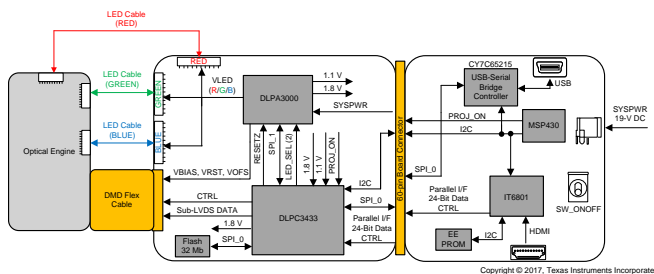 LED Cable
(RED)
LED Cable
(GREEN)
LED Cable
(BLUE)
Optical Engine
DMD Flex
Cable
RED
GREEN
BLUE
VLED
(R/G/B)
DLPA3000
1.1 V
1.8 V
SYSPWR
RESETZ
SPI_1
LED_SEL (2)
1.8 V
1.1 V
PROJ_ON
VBIAS, VRST, VOFS
CTRL
Sub-LVDS DATA
1.8 V
Flash
32 Mb
SPI_0
DLPC3433
I2C
SPI_0
Parallel I/F
24-Bit Data
CTRL
60-pin Board Connector
CY7C65215
USB-Serial
Bridge
Controller
USB
PROJ_ON
I2C
MSP430
SYSPWR
19-V DC
SPI_0
Parallel I/F
24-Bit Data
CTRL
IT6801
SW_ONOFF
EE
PROM
I2C
HDMI
Copyright © 2017, Texas Instruments Incorporate